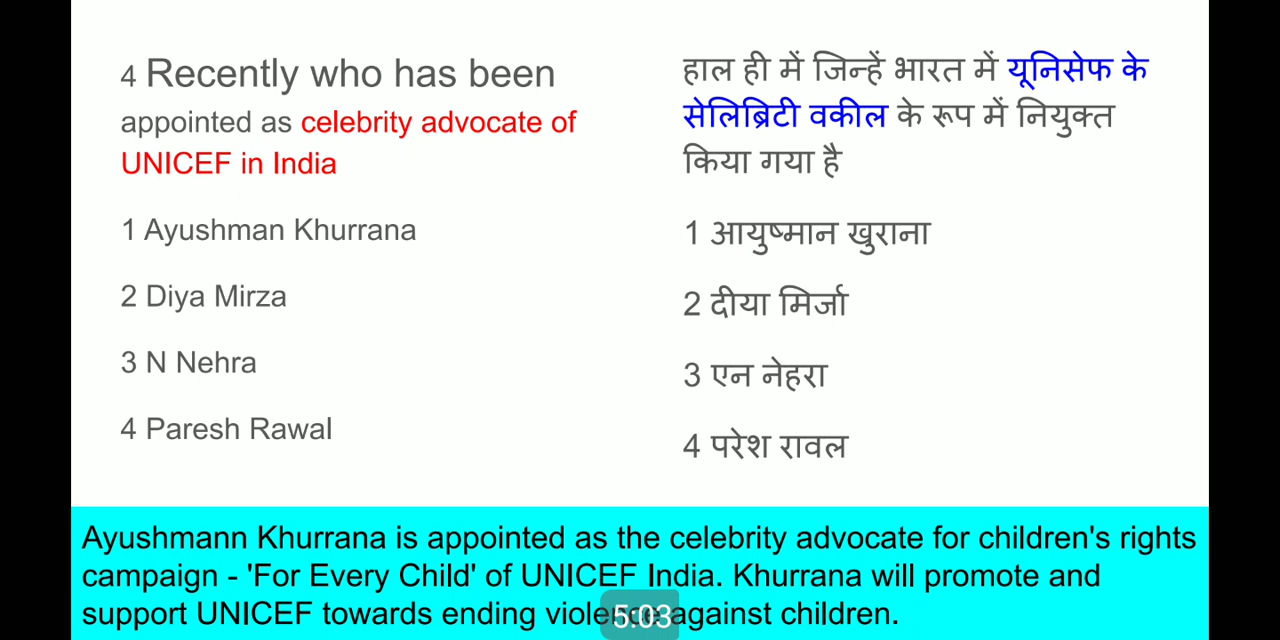 4 Recently who has been
appointed as celebrity advocate of
UNICEF in India
1 Ayushman Khurrana
2 Diya Mirza
3 N Nehra
4 Paresh Rawal
हाल ही में जिन्हें भारत में यूनिसेफ के
सेलिब्रिटी वकील के रूप में नियुक्त
किया गया है
1 आयुष्मान खुराना
2 दीया मिर्जा
3 एन नेहरा
4 परेश रावल
Ayushmann Khurrana is appointed as the celebrity advocate for children's rights
campaign - 'For Every Child' of UNICEF India. Khurrana will promote and
support UNICEF towards ending violence against children.
5:03